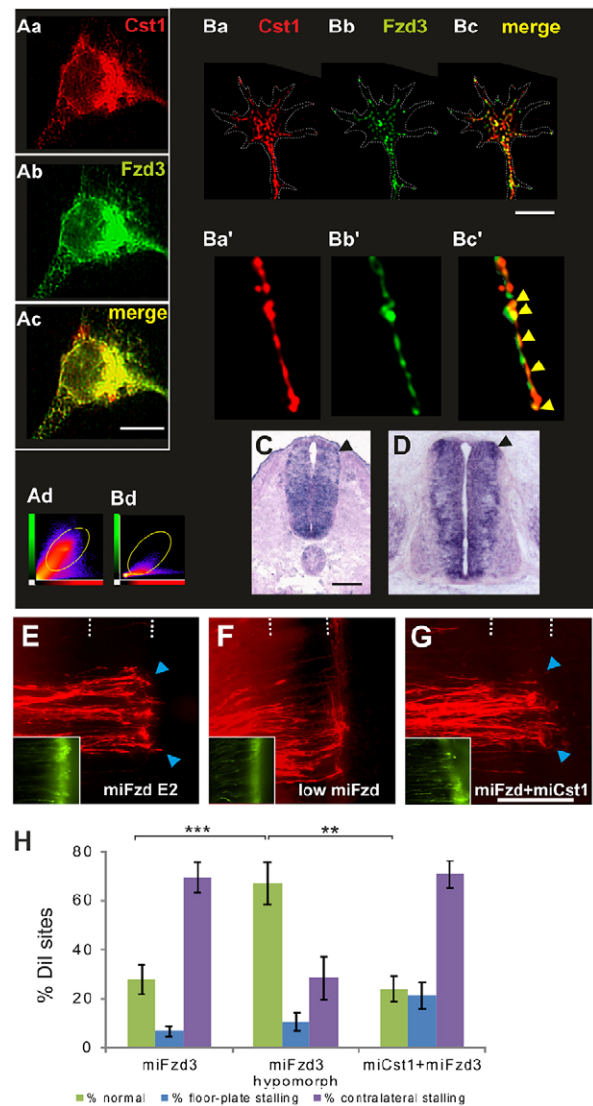 Aa Cst1
Ba Cst1 Bb Fzd3 Bc merge
Ab Fzd3
Ac merge
Ba' Bb' Bc'
C D
Ad Bd
E F G
miFzd E2 low miFzd miFzd+miCst1
H
*** **
80
60
40
20
0
% DiI sites
miFzd3 miFzd3 miCst1+miFzd3
hypomorph
% normal % floor-plate stalling % contralateral stalling